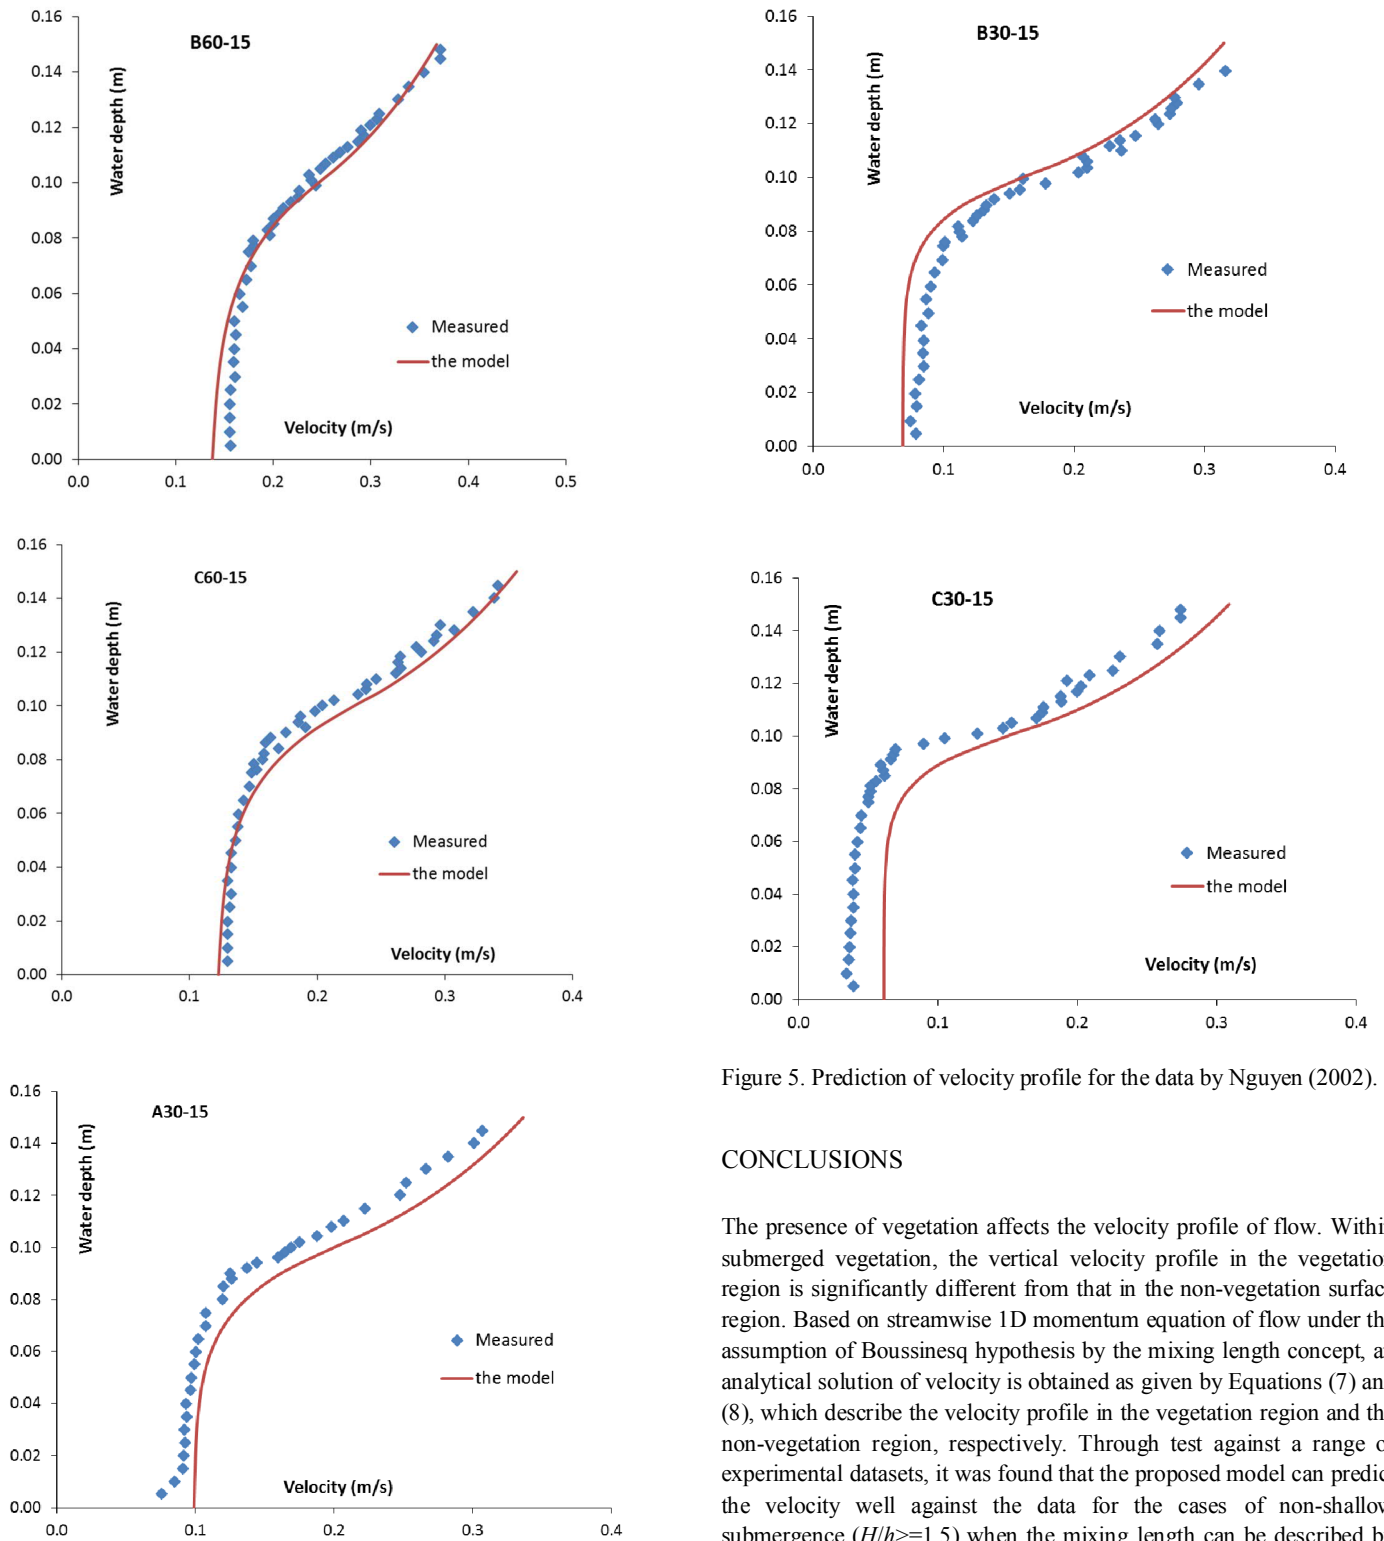 B60-15
Water depth (m)
0.16
0.14
0.12
0.10
0.08
0.06
0.04
0.02
0.00
Measured
the model
Velocity (m/s)
0.0 0.1 0.2 0.3 0.4 0.5
C60-15
Water depth (m)
0.16
0.14
0.12
0.10
0.08
0.06
0.04
0.02
0.00
Measured
the model
Velocity (m/s)
0.0 0.1 0.2 0.3 0.4
A30-15
Water depth (m)
0.16
0.14
0.12
0.10
0.08
0.06
0.04
0.02
0.00
Measured
the model
Velocity (m/s)
0.0 0.1 0.2 0.3 0.4
B30-15
Water depth (m)
0.16
0.14
0.12
0.10
0.08
0.06
0.04
0.02
0.00
Measured
the model
Velocity (m/s)
0.0 0.1 0.2 0.3 0.4
C30-15
Water depth (m)
0.16
0.14
0.12
0.10
0.08
0.06
0.04
0.02
0.00
Measured
the model
Velocity (m/s)
0.0 0.1 0.2 0.3 0.4
Figure 5. Prediction of velocity profile for the data by Nguyen (2002).
CONCLUSIONS
The presence of vegetation affects the velocity profile of flow. Withi
submerged vegetation, the vertical velocity profile in the vegetation
region is significantly different from that in the non-vegetation surfac
region. Based on streamwise 1D momentum equation of flow under th
assumption of Boussinesq hypothesis by the mixing length concept, a
analytical solution of velocity is obtained as given by Equations (7) an
(8), which describe the velocity profile in the vegetation region and th
non-vegetation region, respectively. Through test against a range o
experimental datasets, it was found that the proposed model can predic
the velocity well against the data for the cases of non-shallow
submergence (H/h>=1.5) when the mixing length can be described b